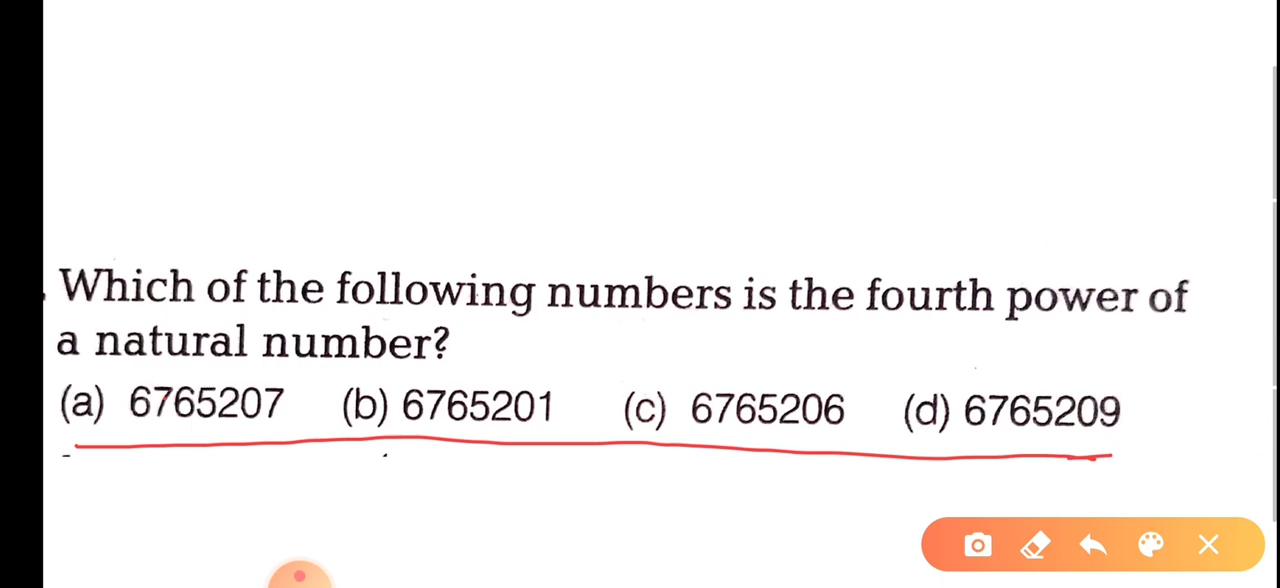 Which of the following numbers is the fourth power of
a natural number?
(a) 6765207 (b) 6765201 (c) 6765206 (d) 6765209